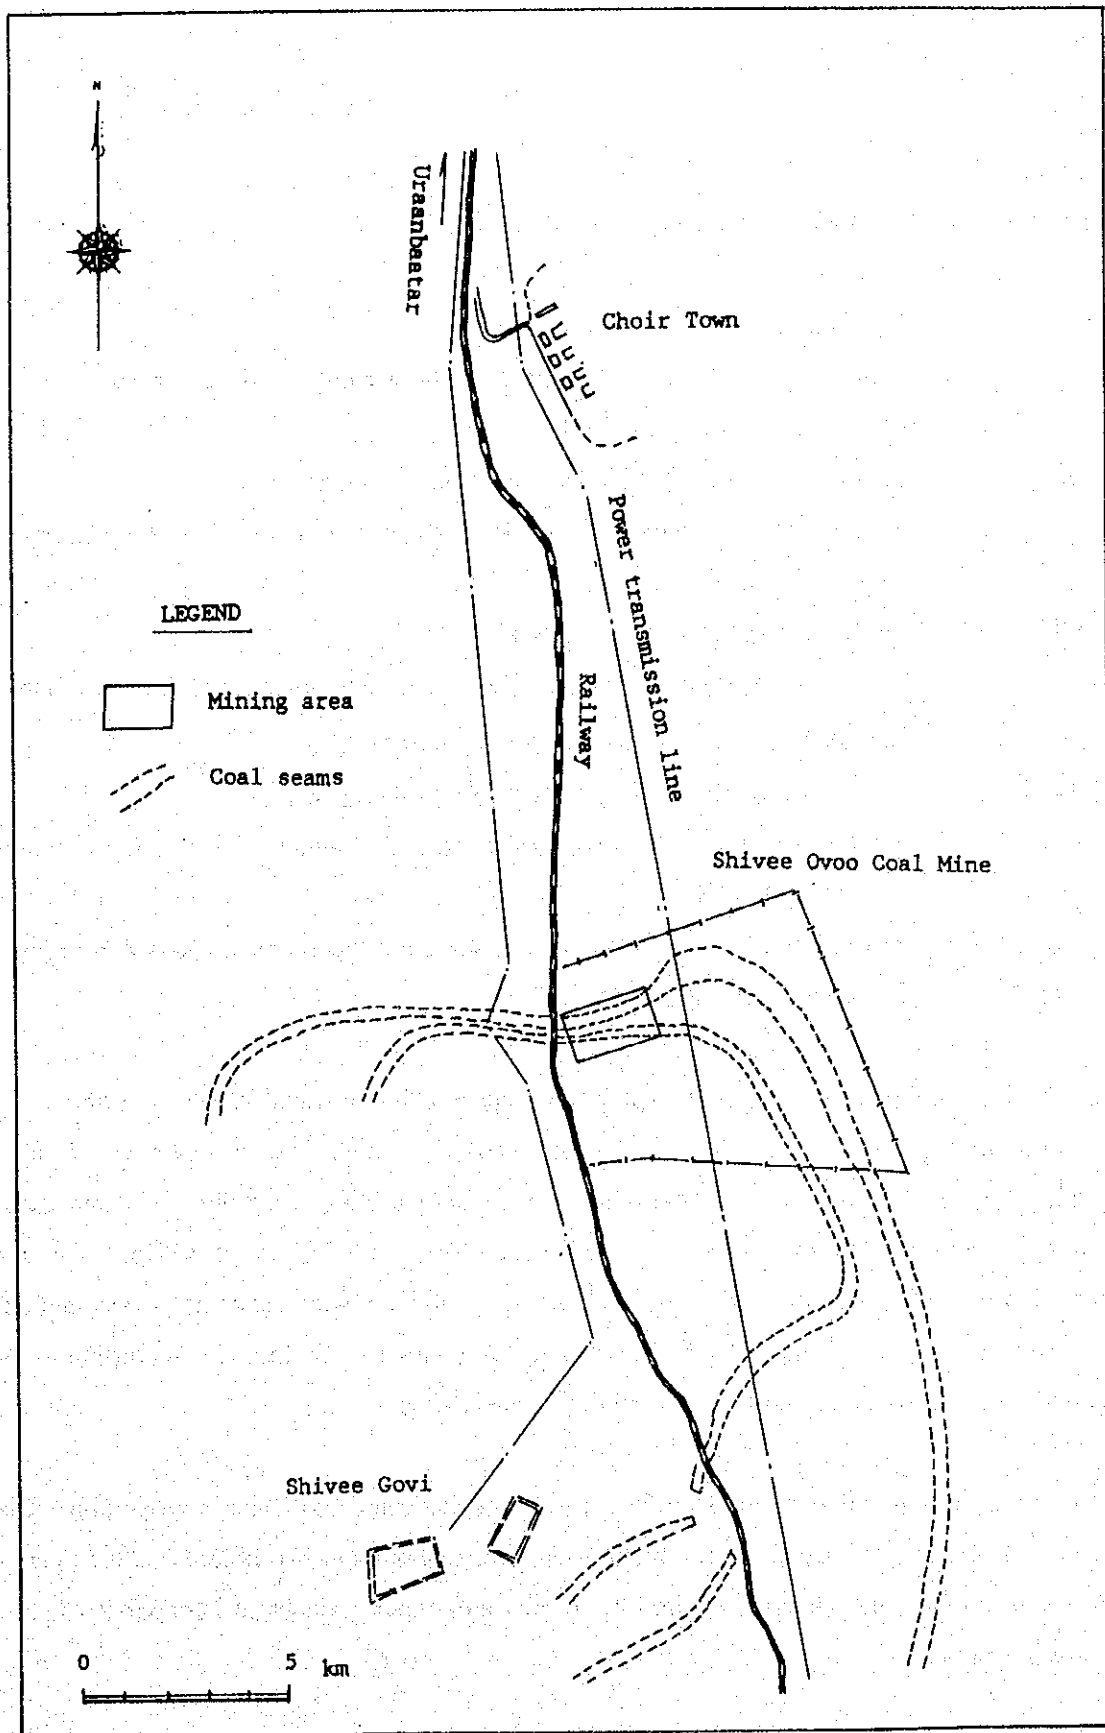 N
Uraanbaatar
Choir Town
Power transmission line
LEGEND
Railway
Mining area
Coal seams
Shivee Ovoo Coal Mine
Shivee Govi
0 5 km